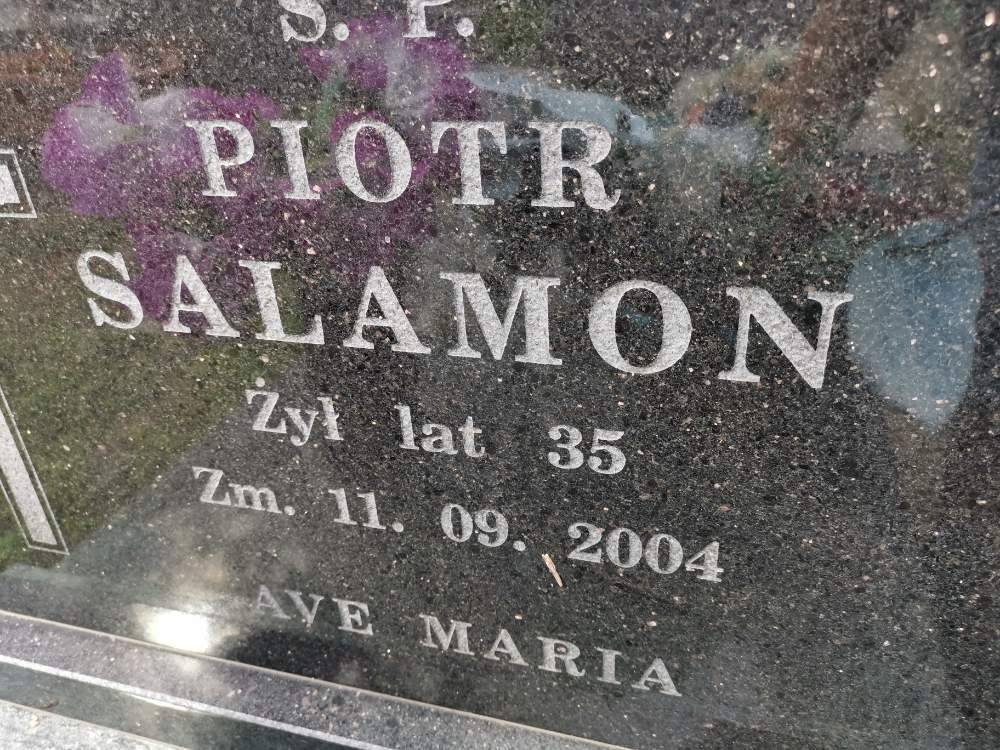 Ś. P.
PIOTR
SALAMON
Żył lat 35
Zm. 11. 09. 2004
AVE MARIA